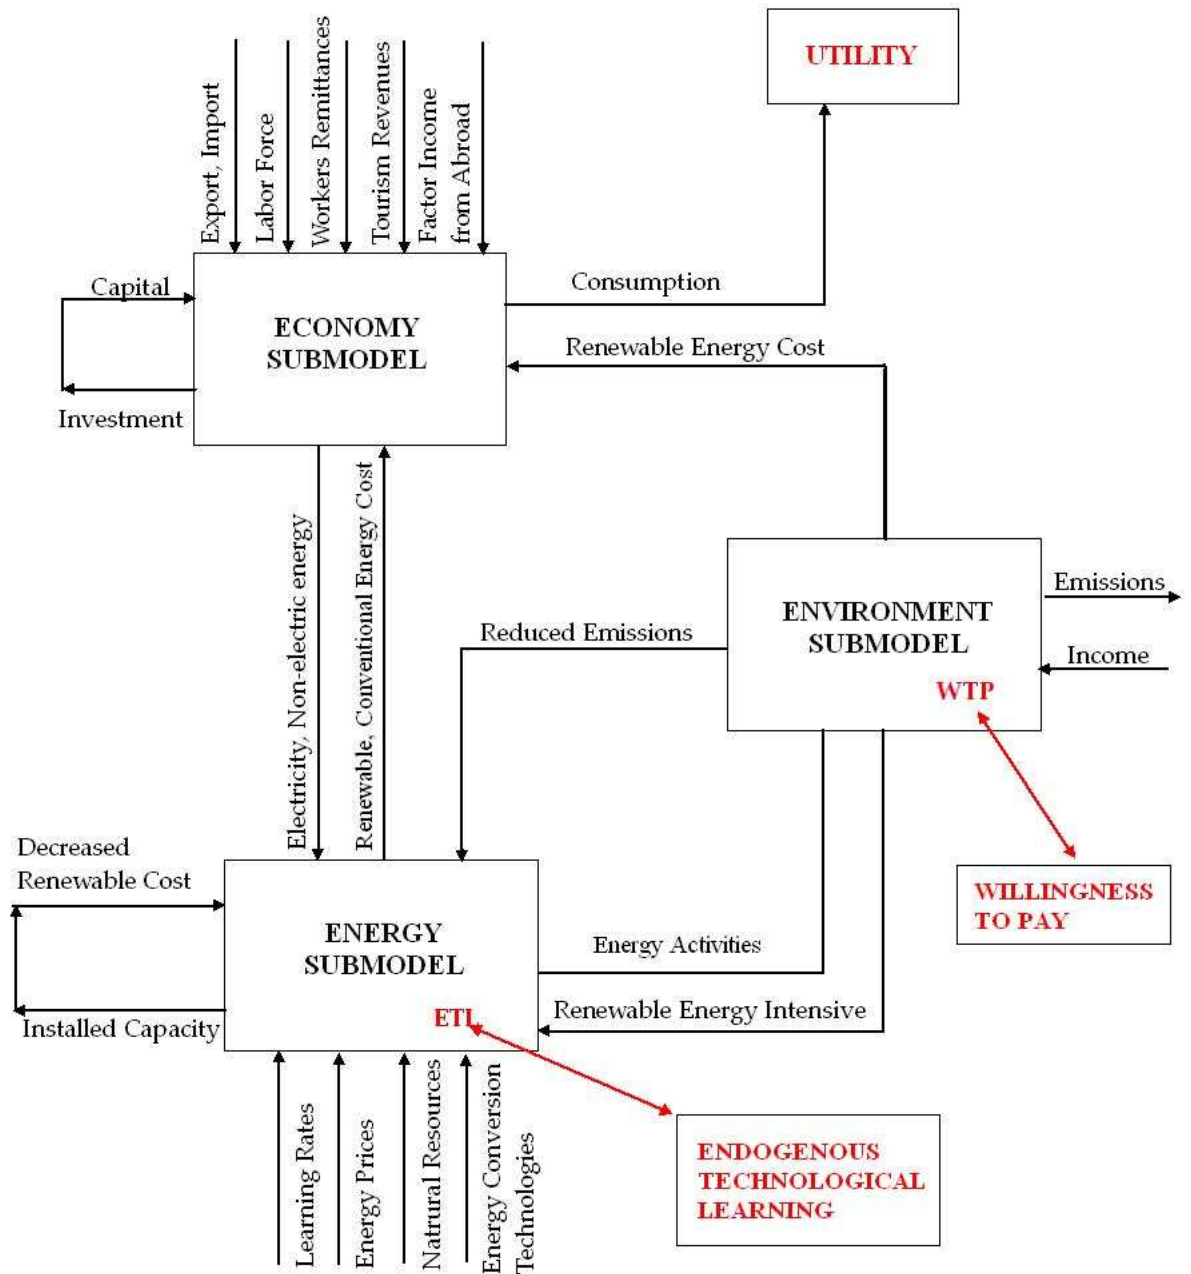 UTILITY
Export, Import
Labor Force
Workers Remittances
Tourism Revenues
Factor Income
from Abroad
Capital
ECONOMY
SUBMODEL
Consumption
Renewable Energy Cost
Investment
Electricity, Non-electric energy
Renewable, Conventional Energy Cost
ENVIRONMENT
SUBMODEL
WTP
Emissions
Income
Reduced Emissions
Decreased
Renewable Cost
ENERGY
SUBMODEL
ETL
Energy Activities
Renewable Energy Intensive
Installed Capacity
WILLINGNESS
TO PAY
Learning Rates
Energy Prices
Natrural Resources
Energy Conversion
Technologies
ENDOGENOUS
TECHNOLOGICAL
LEARNING